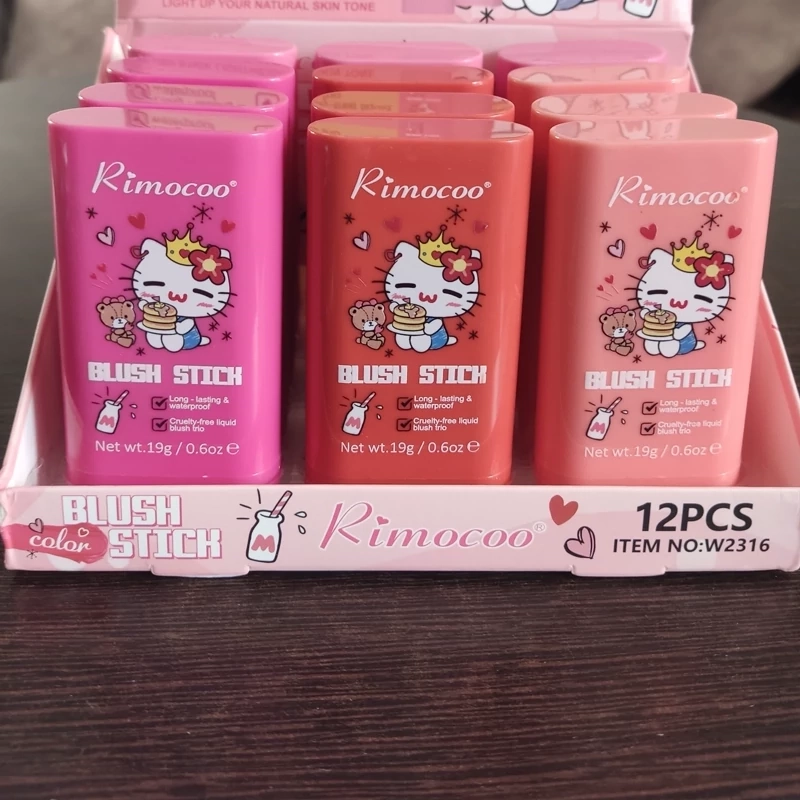 LIGHT UP YOUR NATURAL SKIN TONE
Rimocoo®
BLUSH STICK
Long - lasting &
waterproof
Cruelty-free liquid
blush trio
M
Net wt.19g / 0.6oz ℮
Rimocoo®
BLUSH STICK
Long - lasting &
waterproof
Cruelty-free liquid
blush trio
M
Net wt.19g / 0.6oz ℮
Rimocoo®
BLUSH STICK
Long - lasting &
waterproof
Cruelty-free liquid
blush trio
M
Net wt.19g / 0.6oz ℮
BLUSH
color STICK
M
Rimocoo®
12PCS
ITEM NO:W2316